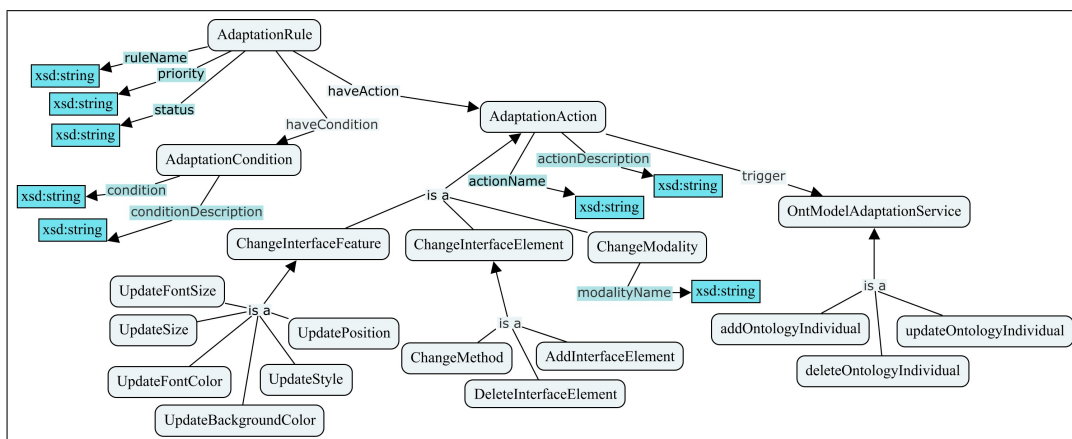 AdaptationRule
ruleName
xsd:string
priority
xsd:string
status
xsd:string
haveAction
haveCondition
AdaptationAction
AdaptationCondition
condition
xsd:string
conditionDescription
xsd:string
actionDescription
xsd:string
actionName
xsd:string
trigger
OntModelAdaptationService
is a
ChangeInterfaceFeature
ChangeInterfaceElement
ChangeModality
modalityName
xsd:string
UpdateFontSize
is a
UpdateSize
UpdatePosition
UpdateFontColor
UpdateStyle
UpdateBackgroundColor
is a
ChangeMethod
AddInterfaceElement
DeleteInterfaceElement
is a
addOntologyIndividual
updateOntologyIndividual
deleteOntologyIndividual